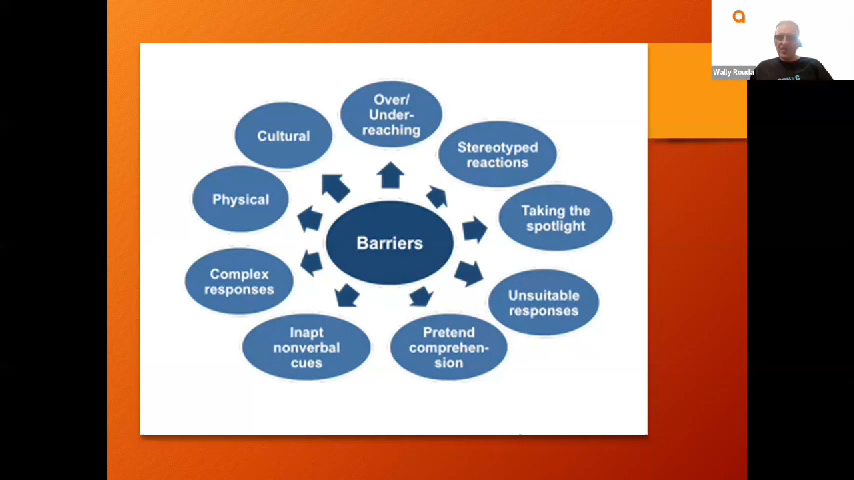 Over/
Under-
reaching
Cultural
Stereotyped
reactions
Physical
Taking the
spotlight
Barriers
Complex
responses
Unsuitable
responses
Inapt
nonverbal
cues
Pretend
comprehen-
sion
Wally